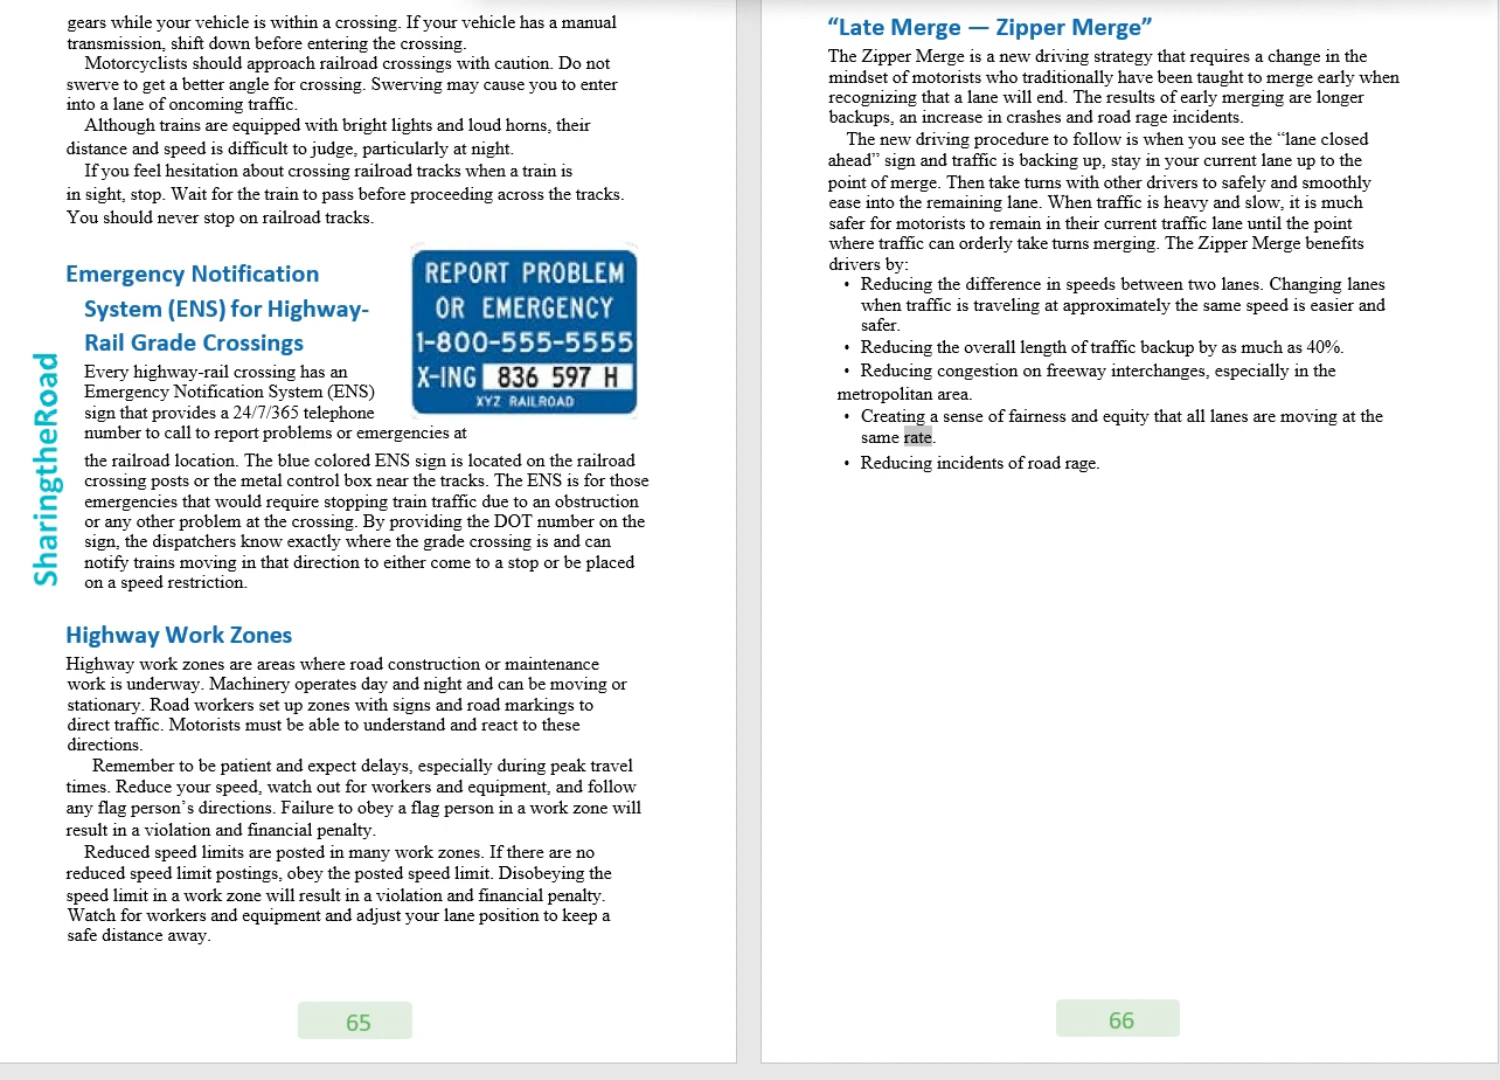 gears while your vehicle is within a crossing. If your vehicle has a manual
transmission, shift down before entering the crossing.
Motorcyclists should approach railroad crossings with caution. Do not
swerve to get a better angle for crossing. Swerving may cause you to enter
into a lane of oncoming traffic.
Although trains are equipped with bright lights and loud horns, their
distance and speed is difficult to judge, particularly at night.
If you feel hesitation about crossing railroad tracks when a train is
in sight, stop. Wait for the train to pass before proceeding across the tracks.
You should never stop on railroad tracks.
Emergency Notification
System (ENS) for Highway-
Rail Grade Crossings
Every highway-rail crossing has an
Emergency Notification System (ENS)
sign that provides a 24/7/365 telephone
number to call to report problems or emergencies at
the railroad location. The blue colored ENS sign is located on the railroad
crossing posts or the metal control box near the tracks. The ENS is for those
emergencies that would require stopping train traffic due to an obstruction
or any other problem at the crossing. By providing the DOT number on the
sign, the dispatchers know exactly where the grade crossing is and can
notify trains moving in that direction to either come to a stop or be placed
on a speed restriction.
REPORT PROBLEM
OR EMERGENCY
1-800-555-5555
X-ING 836 597 H
XYZ RAILROAD
SharingtheRoad
Highway Work Zones
Highway work zones are areas where road construction or maintenance
work is underway. Machinery operates day and night and can be moving or
stationary. Road workers set up zones with signs and road markings to
direct traffic. Motorists must be able to understand and react to these
directions.
Remember to be patient and expect delays, especially during peak travel
times. Reduce your speed, watch out for workers and equipment, and follow
any flag person's directions. Failure to obey a flag person in a work zone will
result in a violation and financial penalty.
Reduced speed limits are posted in many work zones. If there are no
reduced speed limit postings, obey the posted speed limit. Disobeying the
speed limit in a work zone will result in a violation and financial penalty.
Watch for workers and equipment and adjust your lane position to keep a
safe distance away.
65
“Late Merge — Zipper Merge”
The Zipper Merge is a new driving strategy that requires a change in the
mindset of motorists who traditionally have been taught to merge early when
recognizing that a lane will end. The results of early merging are longer
backups, an increase in crashes and road rage incidents.
The new driving procedure to follow is when you see the “lane closed
ahead” sign and traffic is backing up, stay in your current lane up to the
point of merge. Then take turns with other drivers to safely and smoothly
ease into the remaining lane. When traffic is heavy and slow, it is much
safer for motorists to remain in their current traffic lane until the point
where traffic can orderly take turns merging. The Zipper Merge benefits
drivers by:
• Reducing the difference in speeds between two lanes. Changing lanes
when traffic is traveling at approximately the same speed is easier and
safer.
• Reducing the overall length of traffic backup by as much as 40%.
• Reducing congestion on freeway interchanges, especially in the
metropolitan area.
• Creating a sense of fairness and equity that all lanes are moving at the
same rate.
• Reducing incidents of road rage.
66